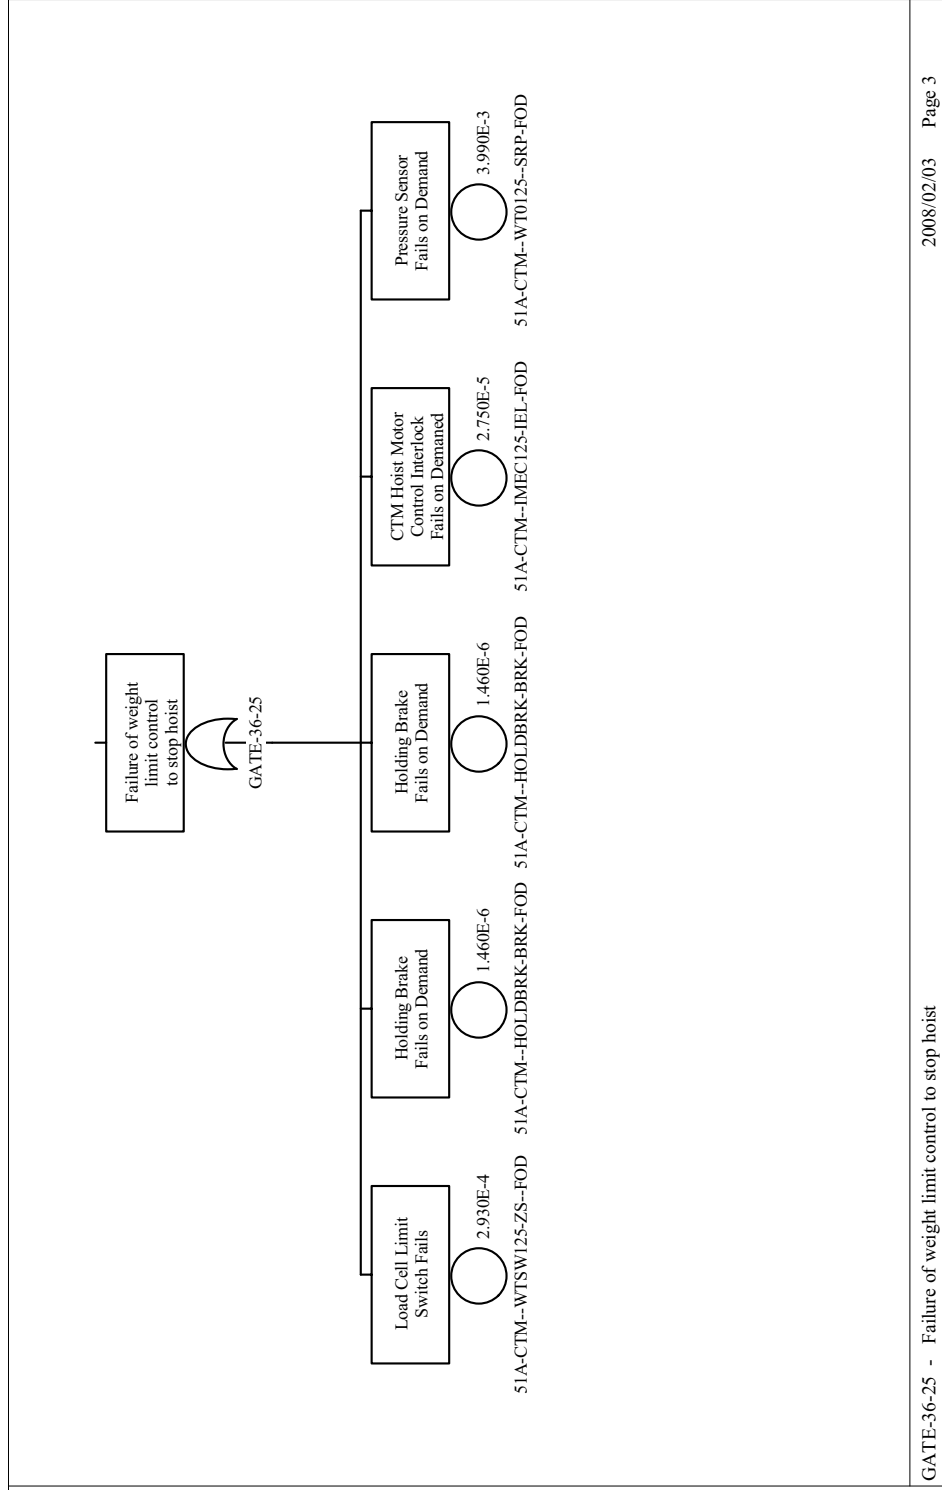 Failure of weight
limit control
to stop hoist
GATE-36-25
Load Cell Limit
Switch Fails
2.930E-4
51A-CTM--WTSW125-ZS--FOD
Holding Brake
Fails on Demand
1.460E-6
51A-CTM--HOLDBRK-BRK-FOD
Holding Brake
Fails on Demand
1.460E-6
51A-CTM--HOLDBRK-BRK-FOD
CTM Hoist Motor
Control Interlock
Fails on Demaned
2.750E-5
51A-CTM--IMEC125-IEL-FOD
Pressure Sensor
Fails on Demand
3.990E-3
51A-CTM--WT0125--SRP-FOD
GATE-36-25 - Failure of weight limit control to stop hoist
2008/02/03 Page 3